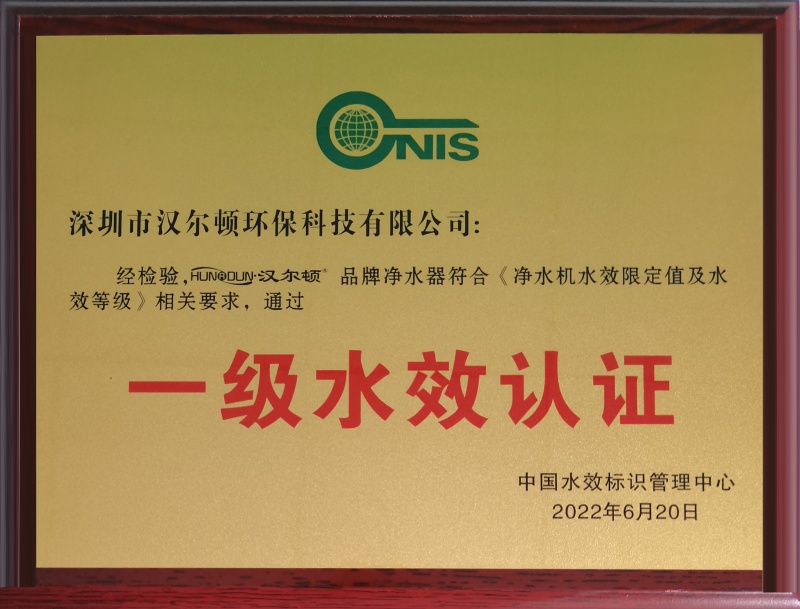 CNIS
深圳市汉尔顿环保科技有限公司：
经检验，HUNODUN·汉尔顿® 品牌净水器符合《净水机水效限定值及水
效等级》相关要求，通过
一级水效认证
中国水效标识管理中心
2022年6月20日